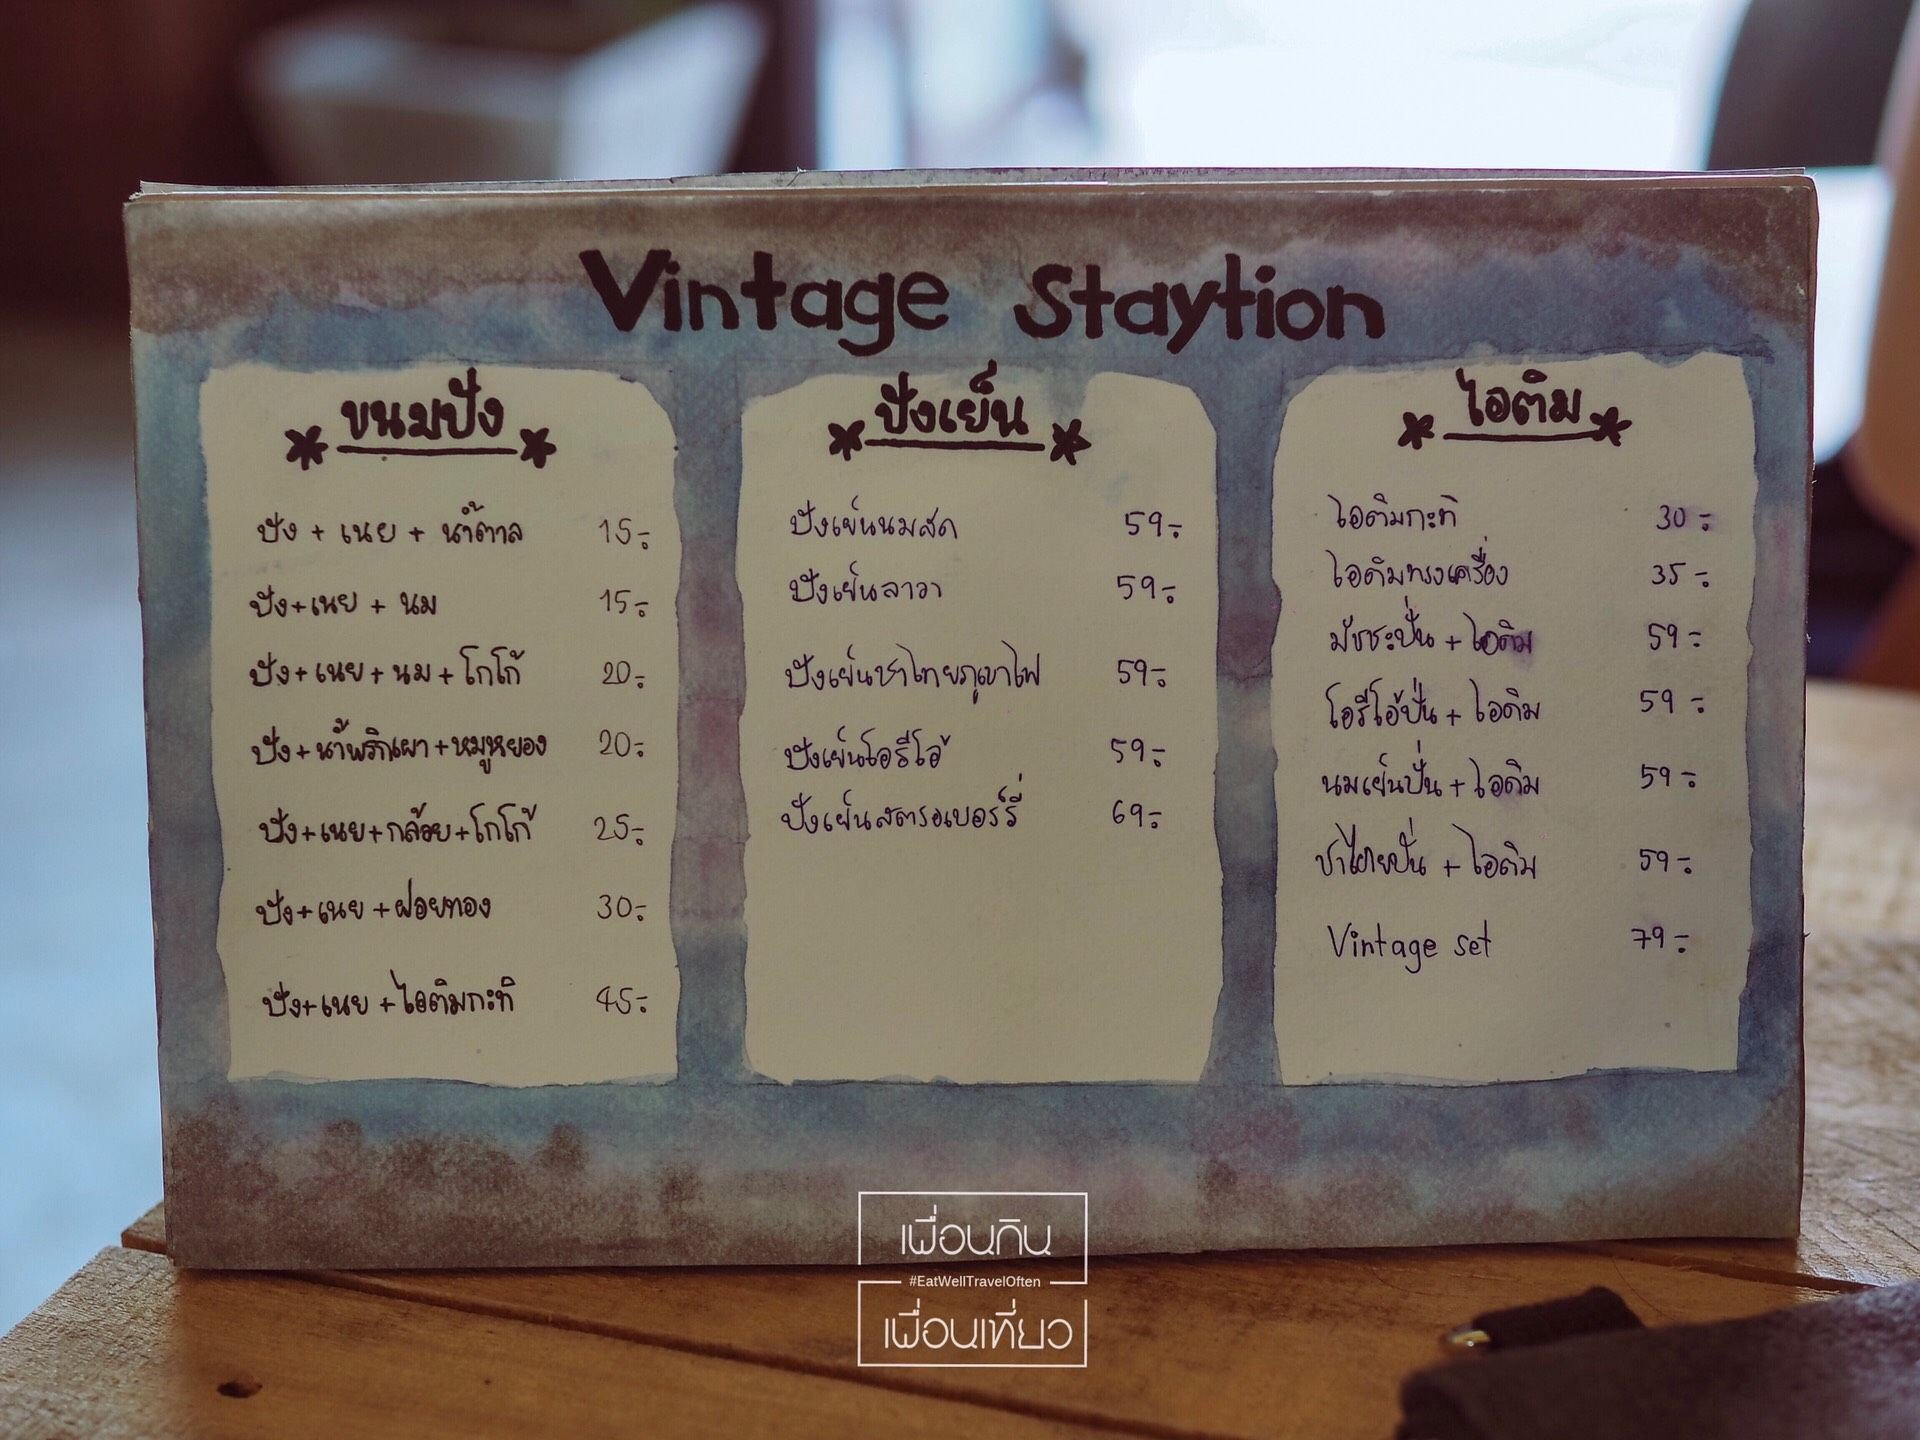 Vintage Staytion
ขนมปัง
ปัง + เนย + น้ำตาล 15.-
ปัง+เนย + นม 15.-
ปัง+เนย+นม+โกโก้ 20.-
ปัง+น้ำพริกเผา+หมูหยอง 20.-
ปัง+เนย+กล้วย+โกโก้ 25.-
ปัง+เนย+ฝอยทอง 30.-
ปัง+เนย+ไอติมกะทิ 45.-
ปังเย็น
ปังเย็นนมสด 59.-
ปังเย็นลาวา 59.-
ปังเย็นชาไทยภูเขาไฟ 59.-
ปังเย็นโอรีโอ้ 59.-
ปังเย็นสตรอเบอร์รี่ 69.-
ไอติม
ไอติมกะทิ 30.-
ไอติมทรงเครื่อง 35.-
มัชชะปั่น + ไอติม 59.-
โอรีโอ้ปั่น + ไอติม 59.-
นมเย็นปั่น + ไอติม 59.-
ชาไทยปั่น + ไอติม 59.-
Vintage set 79.-
เพื่อนกิน
#EatWellTravelOften
เพื่อนเที่ยว